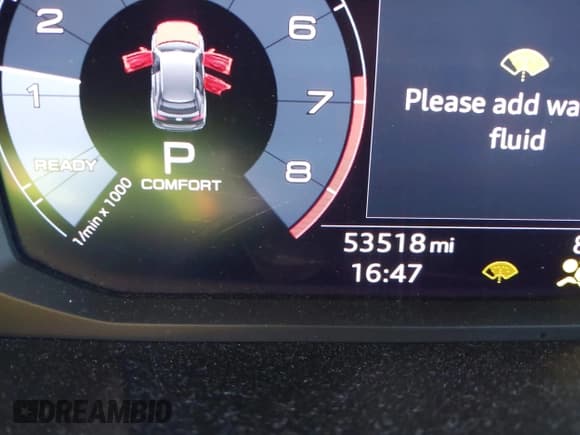 2
6
1
7
READY
P
8
COMFORT
1/min x 1000
Please add wa
fluid
53518 mi
8
16:47
DREAMBID